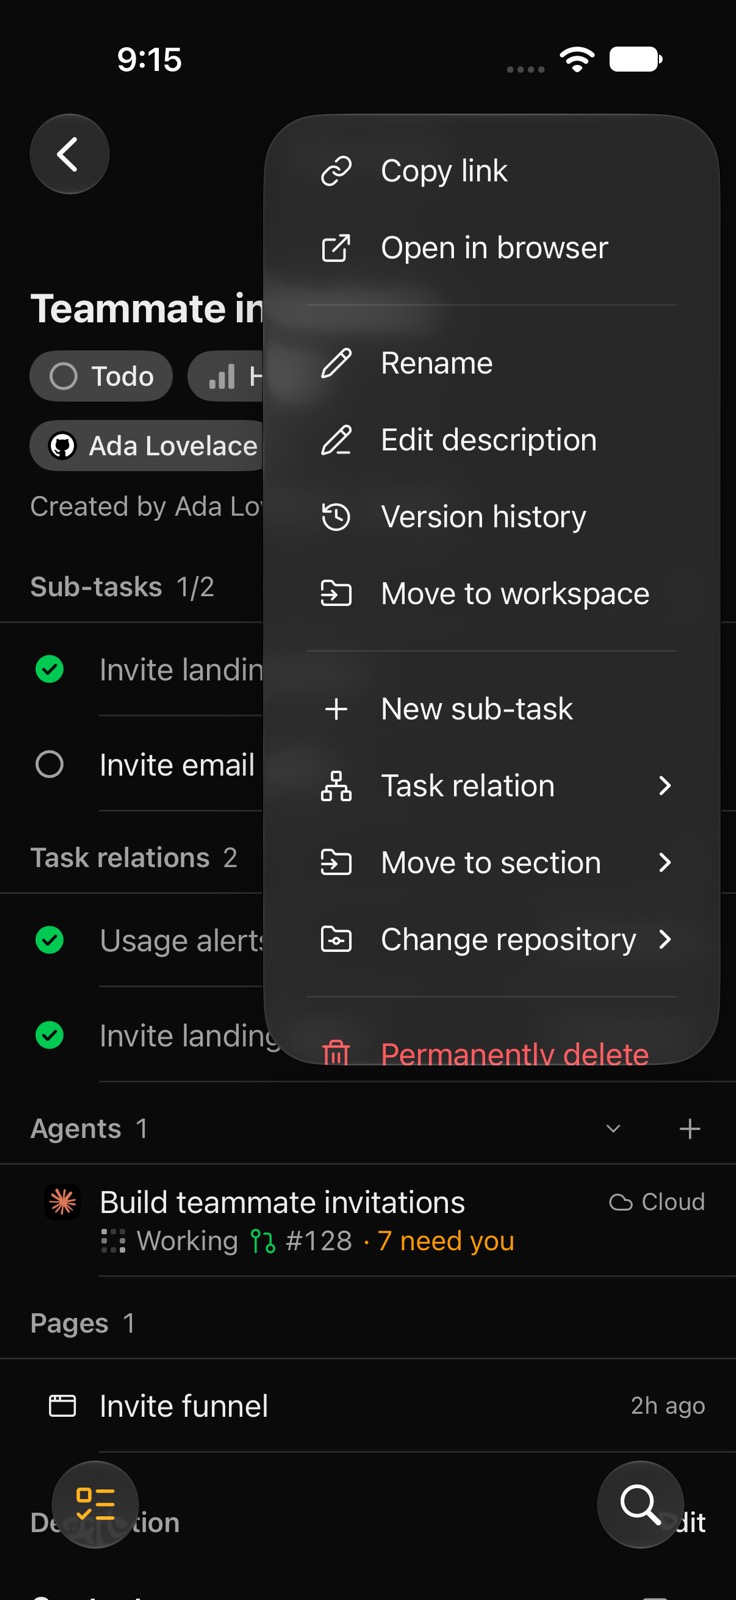 9:15
Copy link
Open in browser
Teammate in
Rename
Todo
Edit description
Ada Lovelace
Created by Ada Lov
Version history
Sub-tasks 1/2
Move to workspace
Invite landin
New sub-task
Invite email
Task relation
Task relations 2
Move to section
Usage alerts
Change repository
Invite landing
Permanently delete
Agents 1
Build teammate invitations
Cloud
Working #128 · 7 need you
Pages 1
Invite funnel
2h ago